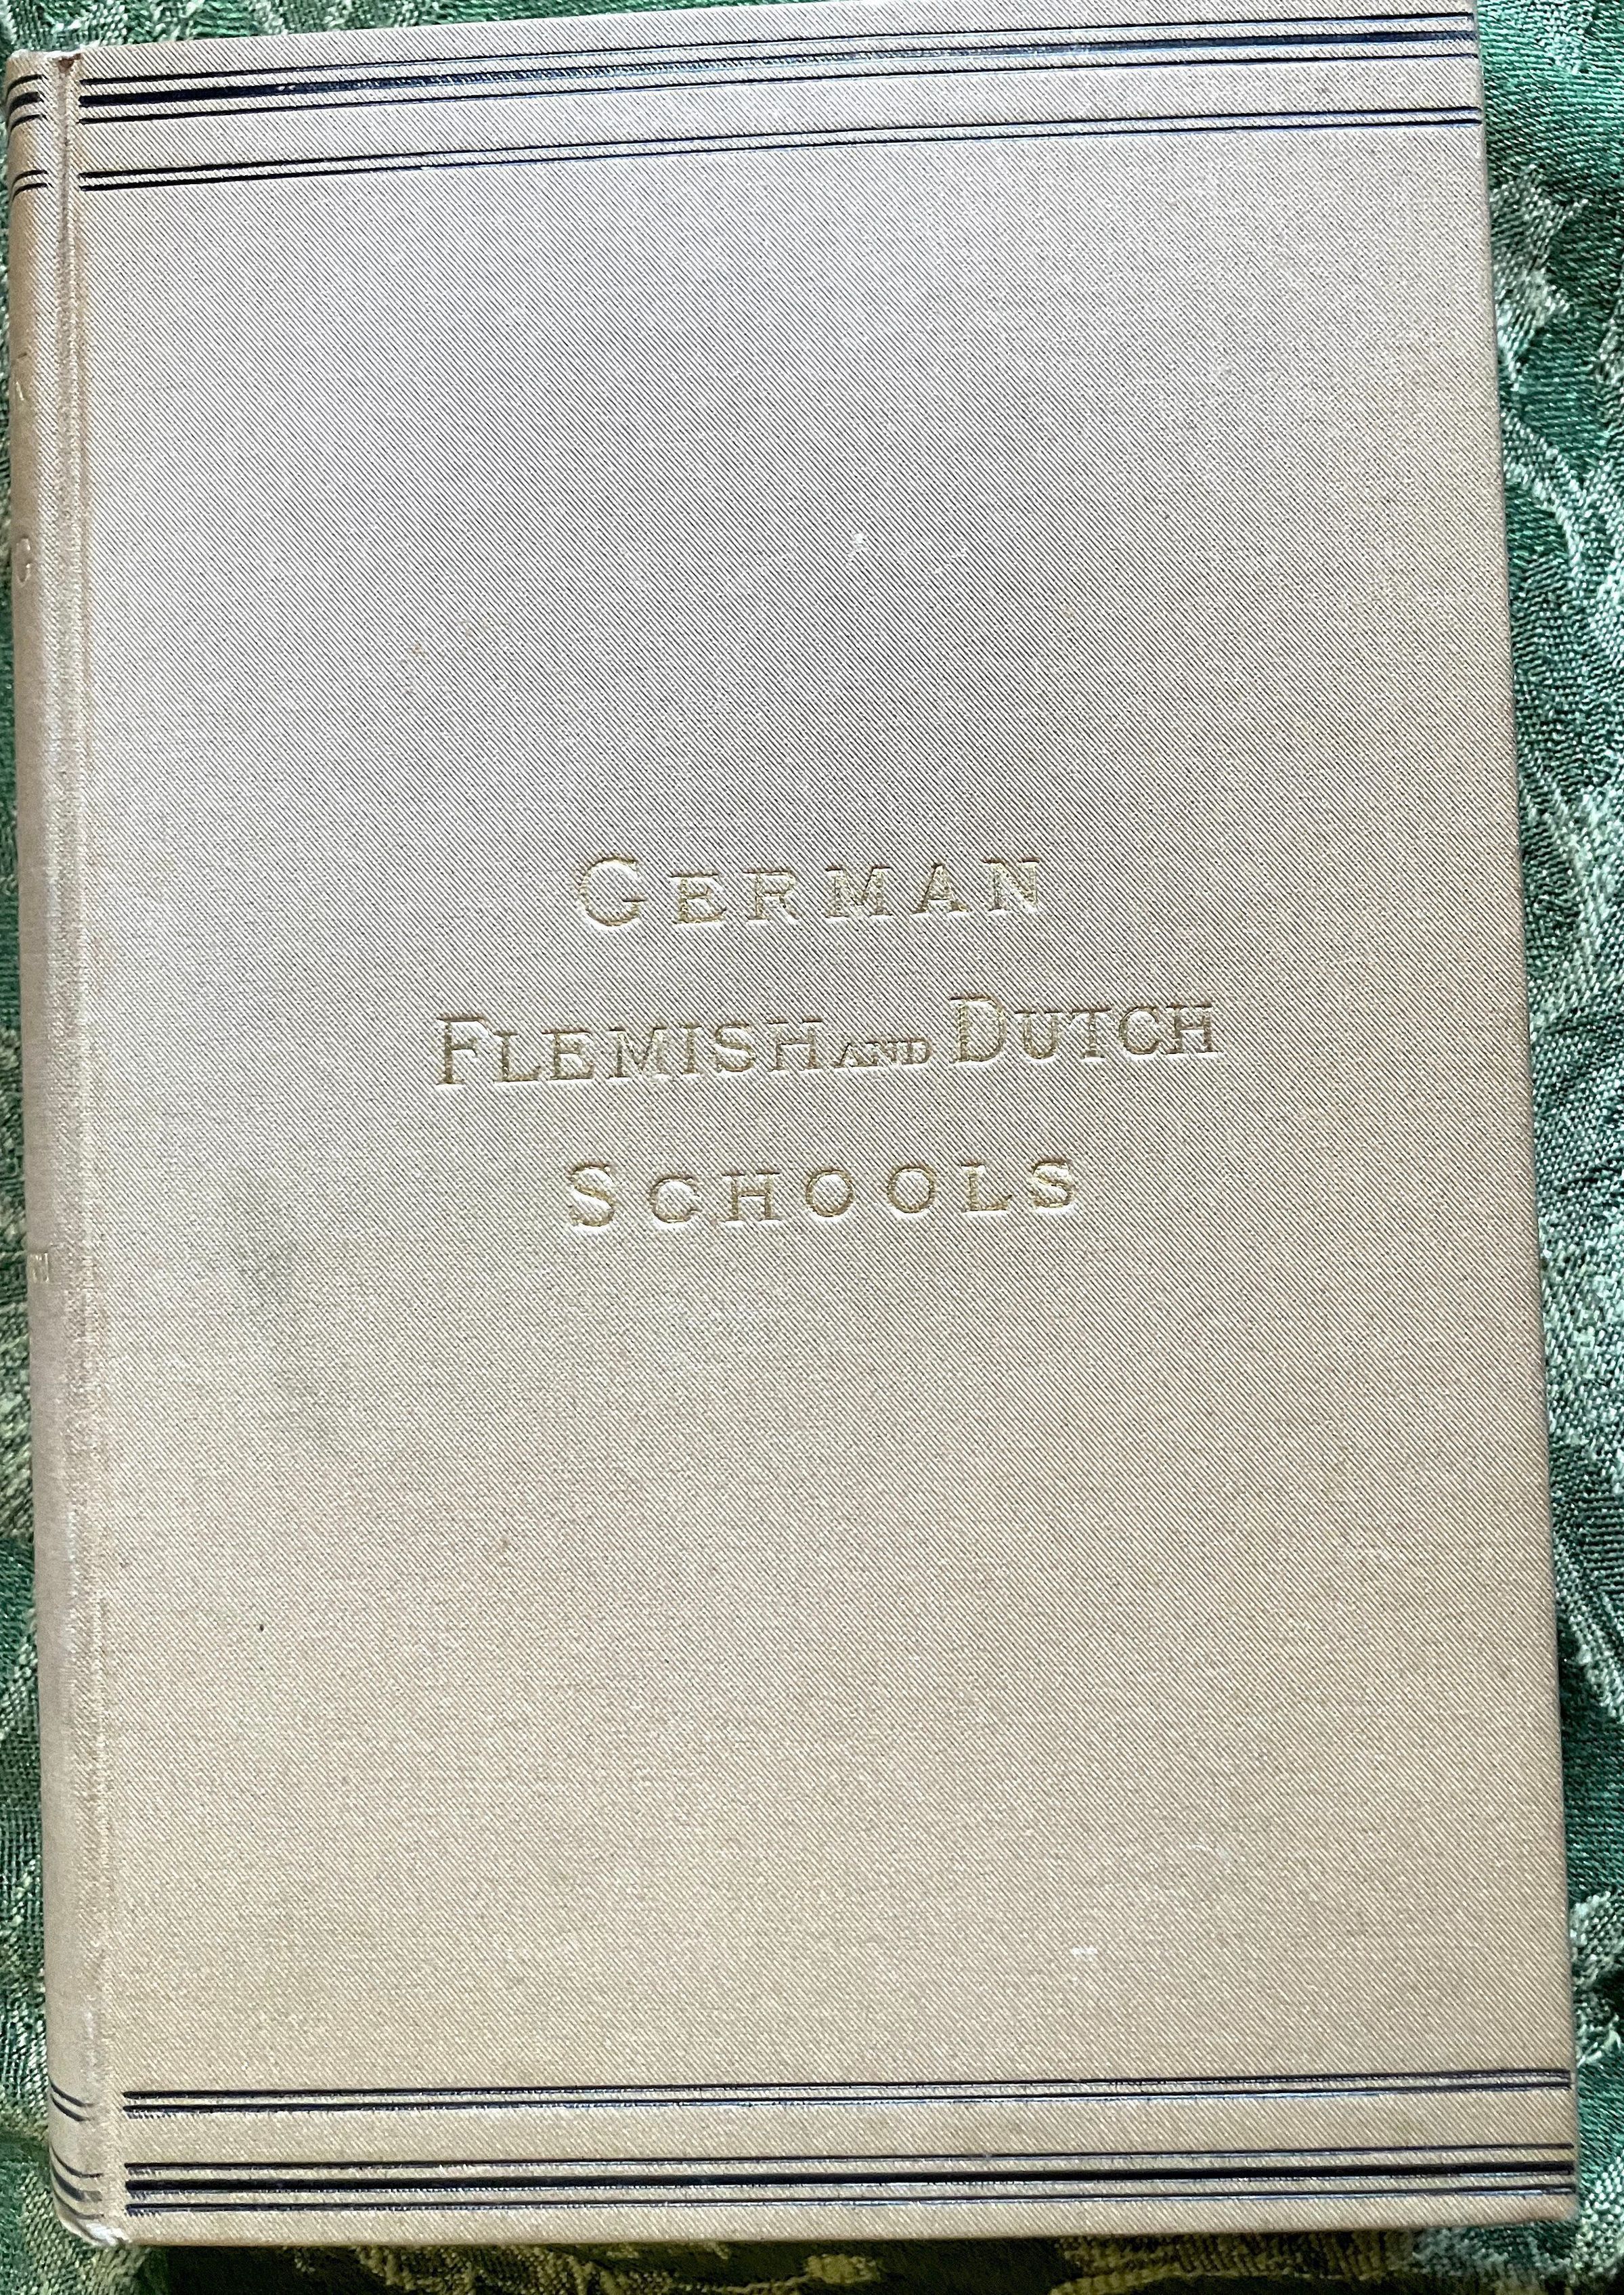 GERMAN
FLEMISH AND DUTCH
SCHOOLS